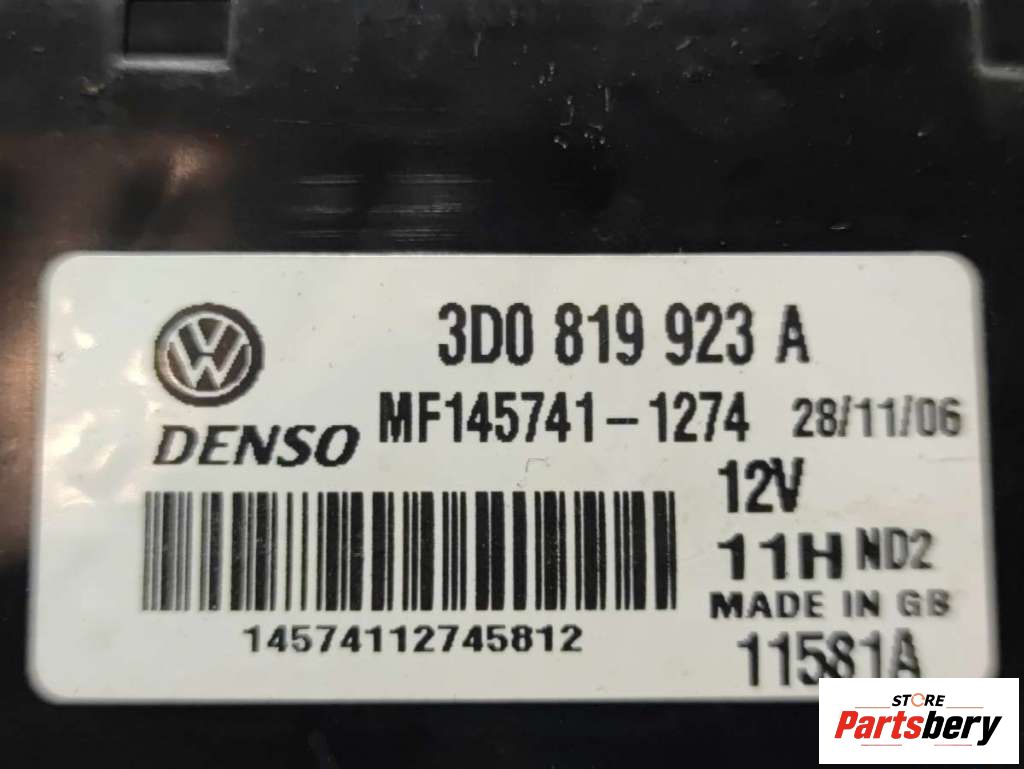 3D0 819 923 A
DENSO MF145741-1274 28/11/06
12V
11H ND2
MADE IN GB
14574112745812
11581A
STORE
Partsbery